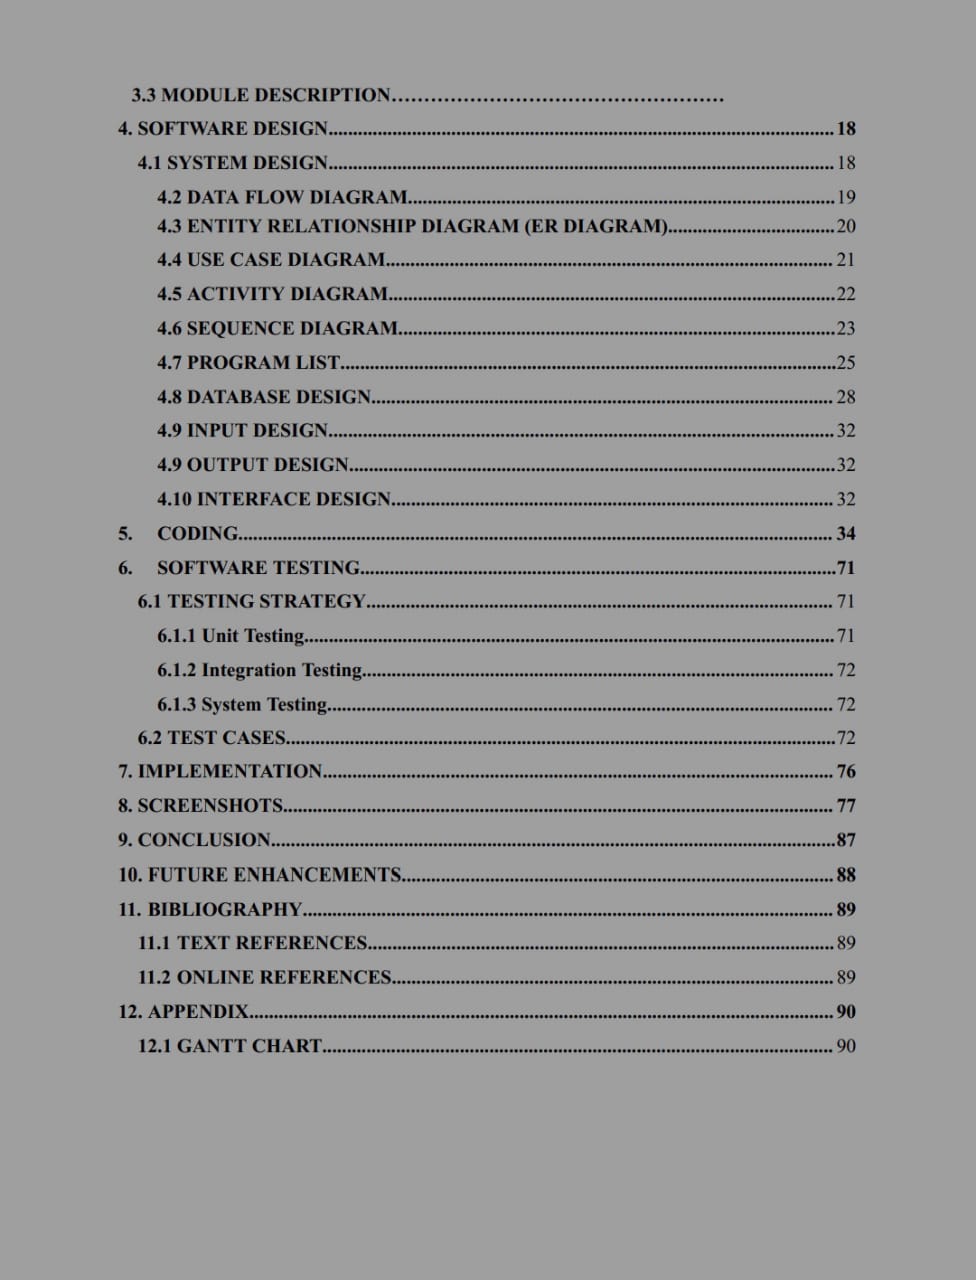 3.3 MODULE DESCRIPTION……………………………………………
4. SOFTWARE DESIGN.......................................................................................................... 18
4.1 SYSTEM DESIGN.......................................................................................................... 18
4.2 DATA FLOW DIAGRAM.........................................................................................19
4.3 ENTITY RELATIONSHIP DIAGRAM (ER DIAGRAM)..................................20
4.4 USE CASE DIAGRAM............................................................................................. 21
4.5 ACTIVITY DIAGRAM.............................................................................................22
4.6 SEQUENCE DIAGRAM...........................................................................................23
4.7 PROGRAM LIST.......................................................................................................25
4.8 DATABASE DESIGN................................................................................................ 28
4.9 INPUT DESIGN......................................................................................................... 32
4.9 OUTPUT DESIGN.....................................................................................................32
4.10 INTERFACE DESIGN............................................................................................ 32
5. CODING............................................................................................................................ 34
6. SOFTWARE TESTING...................................................................................................71
6.1 TESTING STRATEGY.................................................................................................. 71
6.1.1 Unit Testing.............................................................................................................. 71
6.1.2 Integration Testing.................................................................................................. 72
6.1.3 System Testing......................................................................................................... 72
6.2 TEST CASES..................................................................................................................72
7. IMPLEMENTATION.......................................................................................................... 76
8. SCREENSHOTS.................................................................................................................. 77
9. CONCLUSION.....................................................................................................................87
10. FUTURE ENHANCEMENTS.......................................................................................... 88
11. BIBLIOGRAPHY.............................................................................................................. 89
11.1 TEXT REFERENCES................................................................................................. 89
11.2 ONLINE REFERENCES............................................................................................ 89
12. APPENDIX......................................................................................................................... 90
12.1 GANTT CHART.......................................................................................................... 90